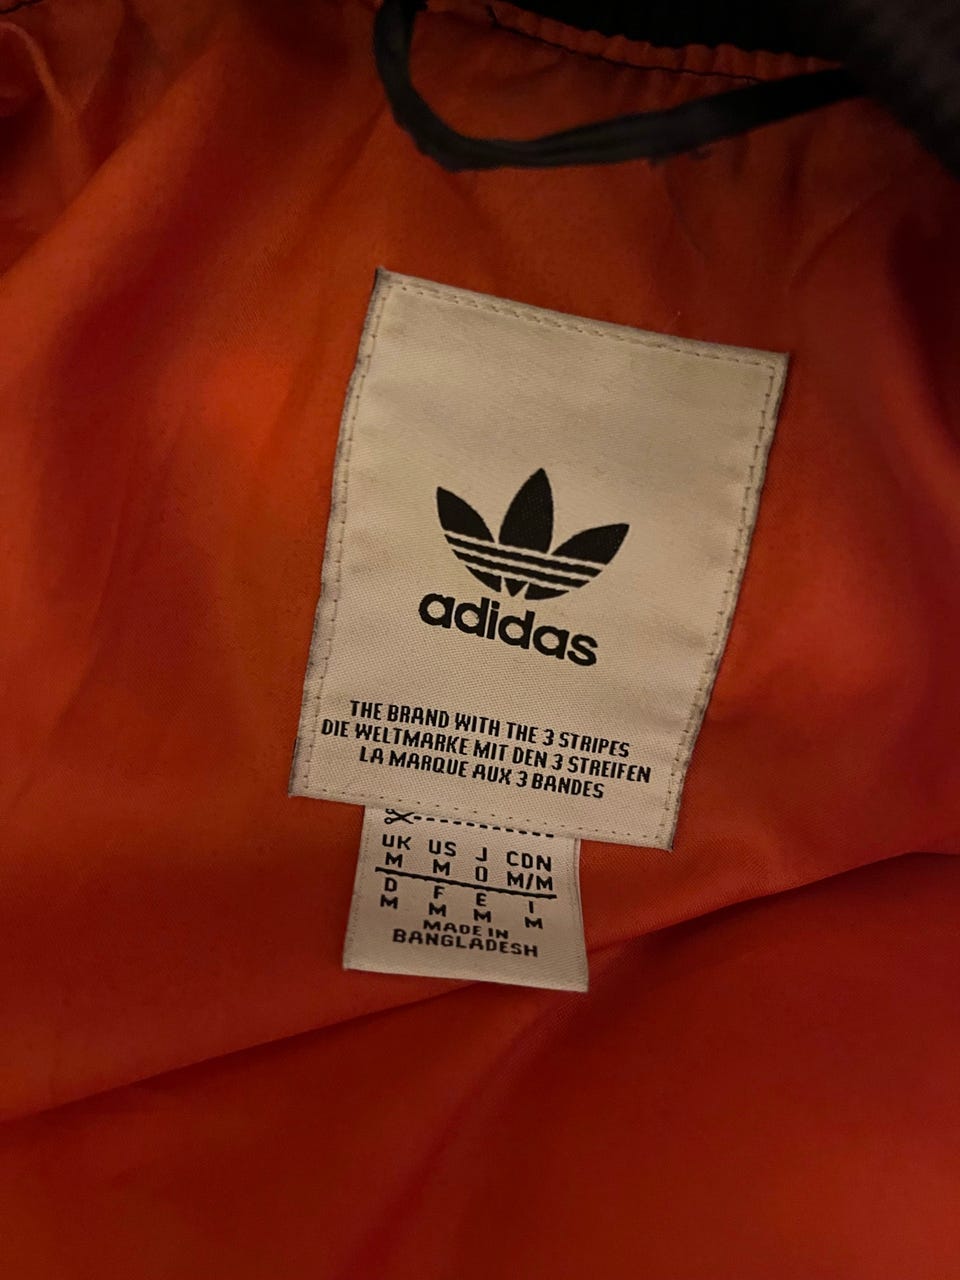 adidas
THE BRAND WITH THE 3 STRIPES
DIE WELTMARKE MIT DEN 3 STREIFEN
LA MARQUE AUX 3 BANDES
UK US J CDN
M M O M/M
D F E I
M M M M
MADE IN
BANGLADESH